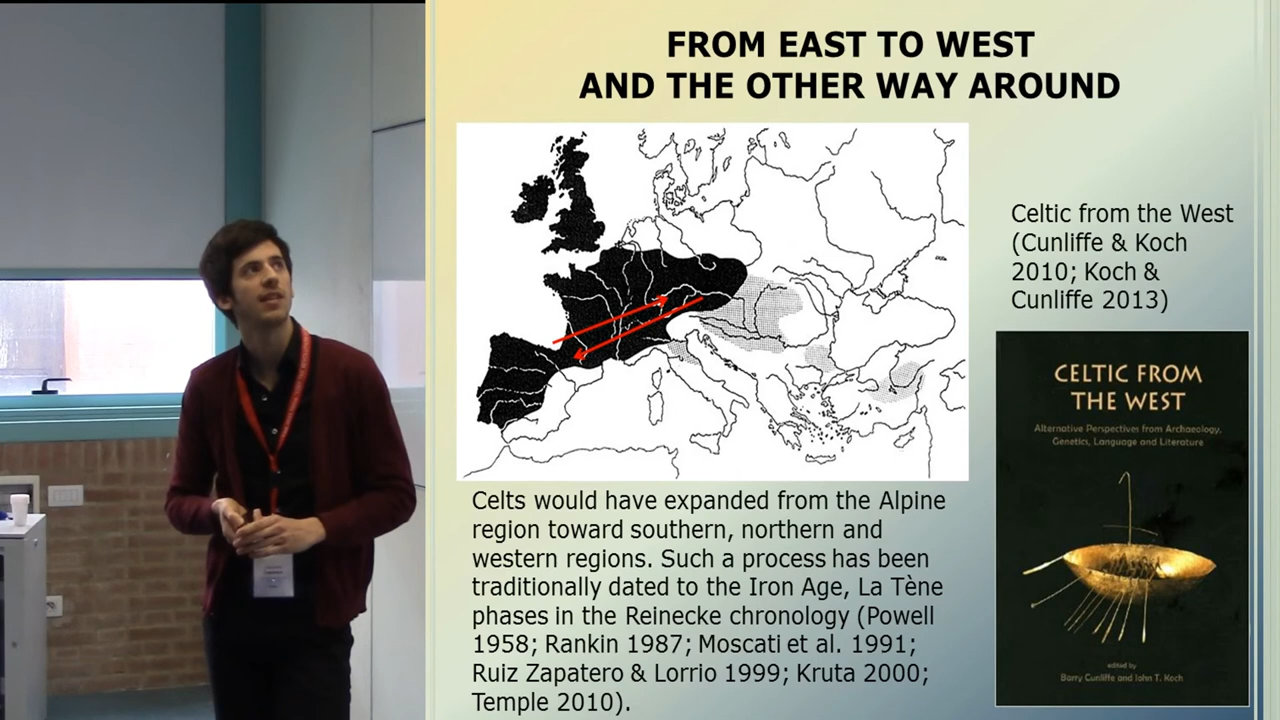 FROM EAST TO WEST
AND THE OTHER WAY AROUND
Celtic from the West
(Cunliffe & Koch
2010; Koch &
Cunliffe 2013)
CELTIC FROM
THE WEST
Alternative Perspectives from Archaeology,
Genetics, Language and Literature
edited by
Barry Cunliffe and John T. Koch
Celts would have expanded from the Alpine
region toward southern, northern and
western regions. Such a process has been
traditionally dated to the Iron Age, La Tène
phases in the Reinecke chronology (Powell
1958; Rankin 1987; Moscati et al. 1991;
Ruiz Zapatero & Lorrio 1999; Kruta 2000;
Temple 2010).